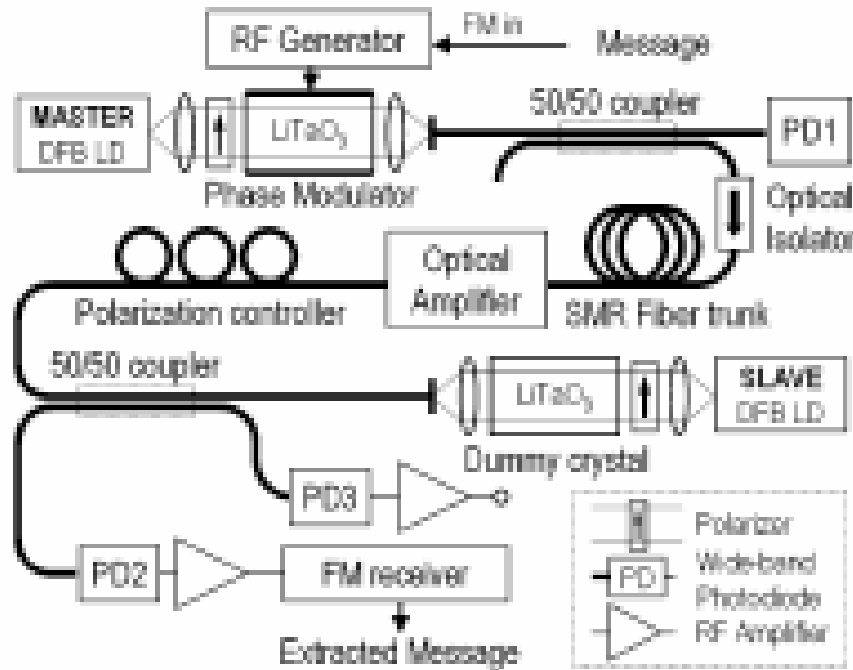 RF Generator
FM in
Message
MASTER
DFB LD
LiTaO3
50/50 coupler
PD1
Phase Modulator
Optical
Isolator
Optical
Amplifier
Polarization controller
SMR Fiber trunk
50/50 coupler
LiTaO3
SLAVE
DFB LD
Dummy crystal
PD3
PD2
FM receiver
Extracted Message
Polarizer
PD
Wide-band
Photodiode
RF Amplifier